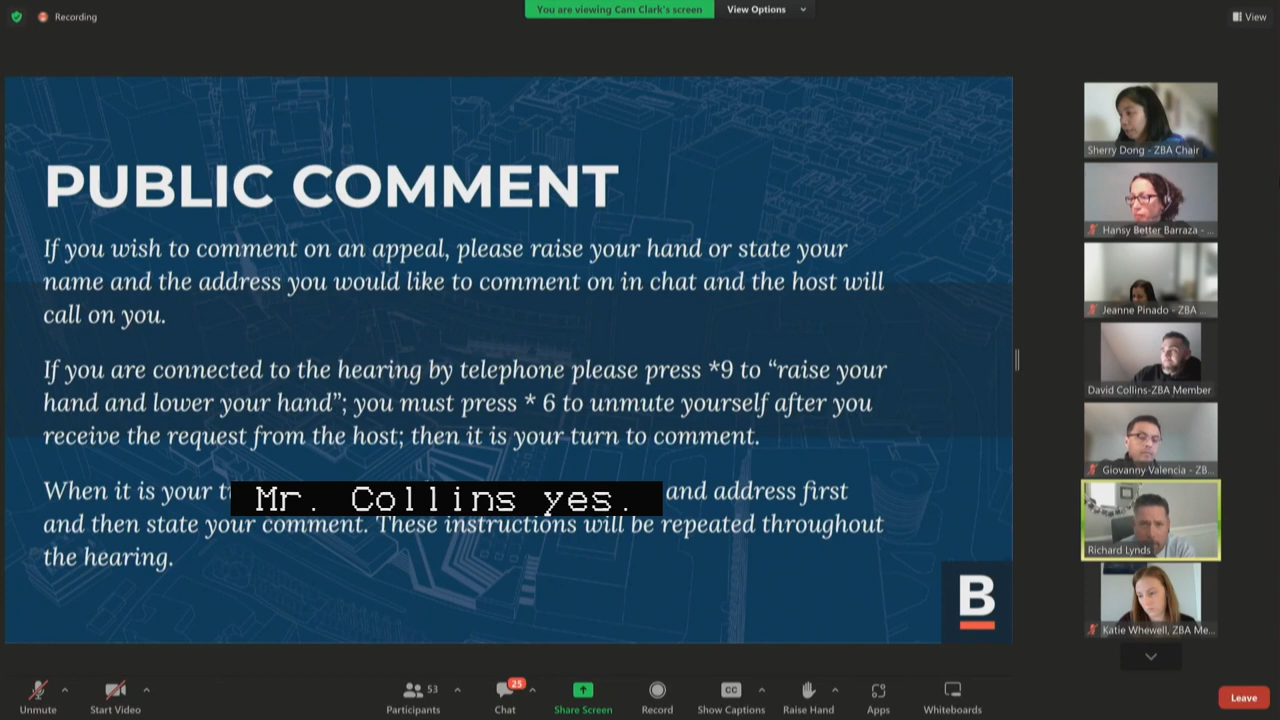 Recording
You are viewing Cam Clark's screen
View Options
View
PUBLIC COMMENT
If you wish to comment on an appeal, please raise your hand or state your
name and the address you would like to comment on in chat and the host will
call on you.
If you are connected to the hearing by telephone please press *9 to “raise your
hand and lower your hand”; you must press * 6 to unmute yourself after you
receive the request from the host; then it is your turn to comment.
When it is your t
Mr. Collins yes.
and address first
and then state your comment. These instructions will be repeated throughout
the hearing.
B
Sherry Dong - ZBA Chair
Hansy Better Barraza - ...
Jeanne Pinado - ZBA ...
David Collins-ZBA Member
Giovanny Valencia - ZB...
Richard Lynds
Katie Whewell, ZBA Me...
Unmute
Start Video
53
Participants
25
Chat
Share Screen
Record
CC
Show Captions
Raise Hand
Apps
Whiteboards
Leave